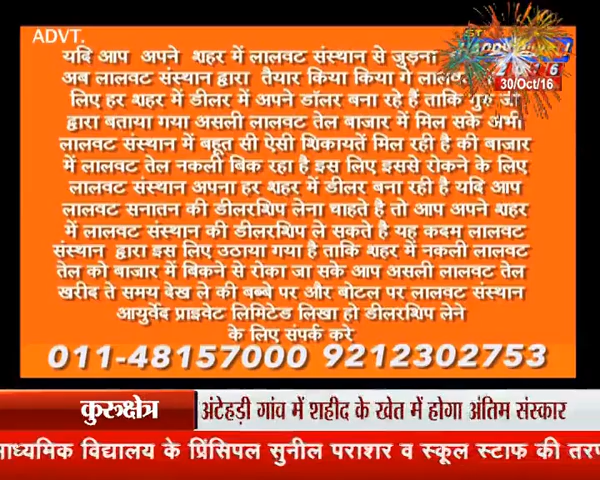 ADVT.
यदि आप अपने शहर में लालवट संस्थान से जुड़ना
अब लालवट संस्थान द्वारा तैयार किया किया गे
लिए हर शहर में डीलर में अपने डॉलर बना रहे हैं ताकि
द्वारा बताया गया असली लालवट तेल बाजार में मिल सके अभी
लालवट संस्थान में बहुत सी ऐसी शिकायतें मिल रही है की बाजार
में लालवट तेल नकली बिक रहा है इस लिए इससे रोकने के लिए
लालवट संस्थान अपना हर शहर में डीलर बना रही है यदि आप
लालवट सनातन की डीलरशिप लेना चाहते है तो आप अपने शहर
में लालवट संस्थान की डीलरशिप ले सकते है यह कदम लालवट
संस्थान द्वारा इस लिए उठाया गया है ताकि शहर में नकली लालवट
तेल को बाजार में बिकने से रोका जा सके आप असली लालवट तेल
खरीद ते समय देख ले की बब्बे पर और बोटल पर लालवट संस्थान
आयुर्वेद प्राइवेट लिमिटेड लिखा हो डीलरशिप लेने
के लिए संपर्क करे
011-48157000 9212302753
30/Oct/16
कुरुक्षेत्र
अंटेहड़ी गांव में शहीद के खेत में होगा अंतिम संस्कार
माध्यमिक विद्यालय के प्रिंसिपल सुनील पराशर व स्कूल स्टाफ की तरफ